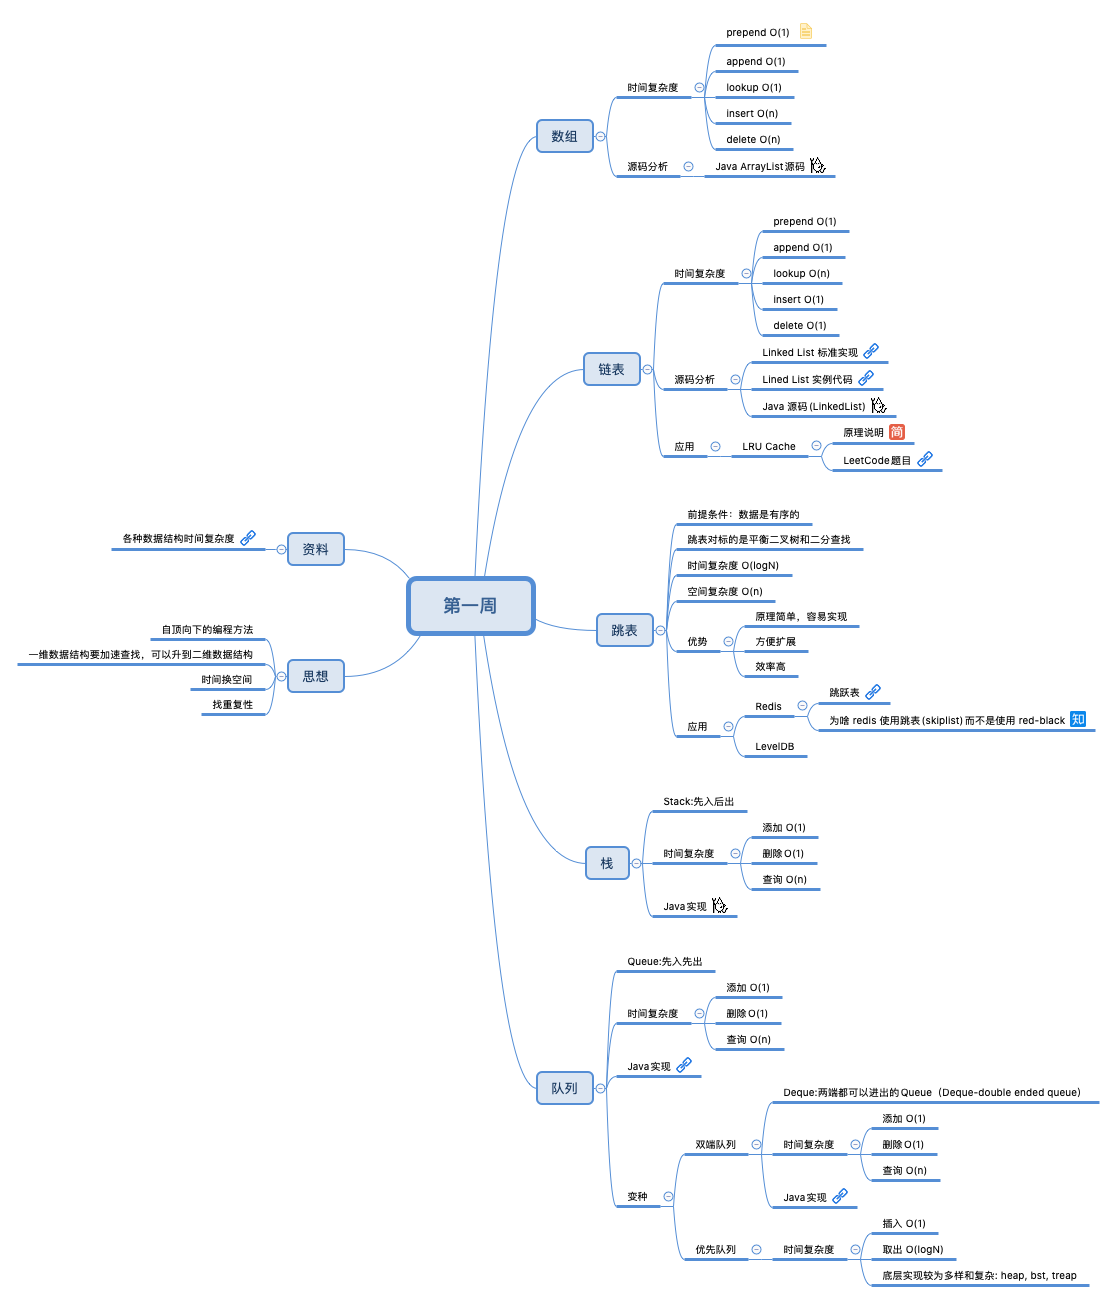 第一周
数组
时间复杂度
prepend O(1)
append O(1)
lookup O(1)
insert O(n)
delete O(n)
源码分析
Java ArrayList源码
链表
时间复杂度
prepend O(1)
append O(1)
lookup O(n)
insert O(1)
delete O(1)
源码分析
Linked List 标准实现
Lined List 实例代码
Java 源码(LinkedList)
应用
LRU Cache
原理说明 简
LeetCode题目
跳表
前提条件：数据是有序的
跳表对标的是平衡二叉树和二分查找
时间复杂度 O(logN)
空间复杂度 O(n)
优势
原理简单，容易实现
方便扩展
效率高
应用
Redis
跳跃表
为啥 redis 使用跳表(skiplist)而不是使用 red-black 知
LevelDB
栈
Stack:先入后出
时间复杂度
添加 O(1)
删除O(1)
查询 O(n)
Java实现
队列
Queue:先入先出
时间复杂度
添加 O(1)
删除O(1)
查询 O(n)
Java实现
变种
双端队列
Deque:两端都可以进出的Queue（Deque-double ended queue）
时间复杂度
添加 O(1)
删除O(1)
查询 O(n)
Java实现
优先队列
时间复杂度
插入 O(1)
取出 O(logN)
底层实现较为多样和复杂: heap, bst, treap
资料
各种数据结构时间复杂度
思想
自顶向下的编程方法
一维数据结构要加速查找，可以升到二维数据结构
时间换空间
找重复性